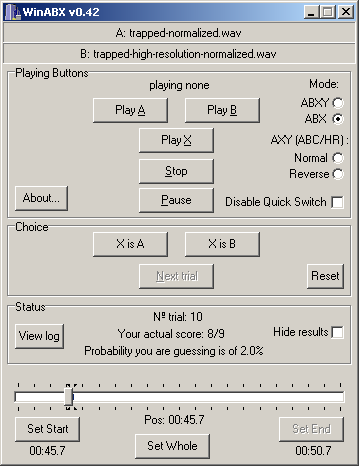 WinABX v0.42
A: trapped-normalized.wav
B: trapped-high-resolution-normalized.wav
Playing Buttons
playing none
Mode:
Play A
Play B
ABXY
ABX
Play X
AXY (ABC/HR) :
Normal
Stop
Reverse
About...
Pause
Disable Quick Switch
Choice
X is A
X is B
Next trial
Reset
Status
Nº trial: 10
View log
Your actual score: 8/9
Hide results
Probability you are guessing is of 2.0%
Set Start
Pos: 00:45.7
Set End
00:45.7
Set Whole
00:50.7